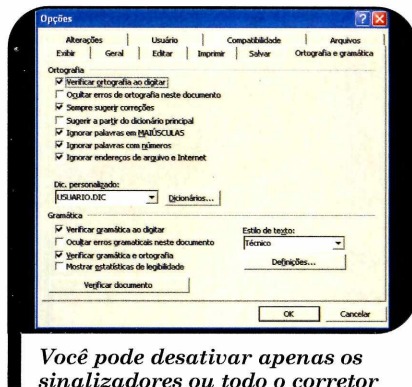 Opções
Alterações Usuário Compatibilidade Arquivos
Exibir Geral Editar Imprimir Salvar Ortografia e gramática
Ortografia
Verificar ortografia ao digitar
Ocultar erros de ortografia neste documento
Sempre sugerir correções
Sugerir a partir do dicionário principal
Ignorar palavras em MAIÚSCULAS
Ignorar palavras com números
Ignorar endereços de arquivo e Internet
Dic. personalizado:
USUARIO.DIC Dicionários...
Gramática
Verificar gramática ao digitar
Ocultar erros gramaticais neste documento
Verificar gramática e ortografia
Mostrar estatísticas de legibilidade
Estilo de texto:
Técnico
Definições...
Verificar documento
OK Cancelar
Você pode desativar apenas os
sinalizadores ou todo o corretor